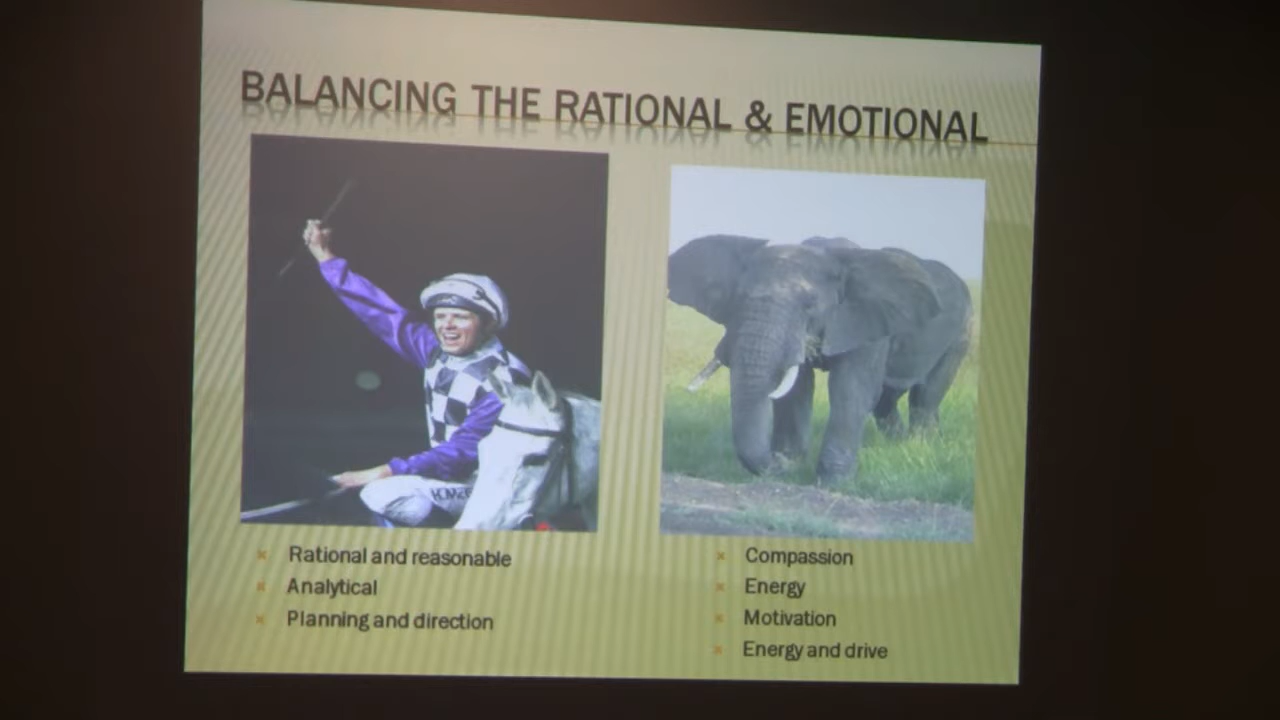 BALANCING THE RATIONAL & EMOTIONAL
Rational and reasonable
Analytical
Planning and direction
Compassion
Energy
Motivation
Energy and drive